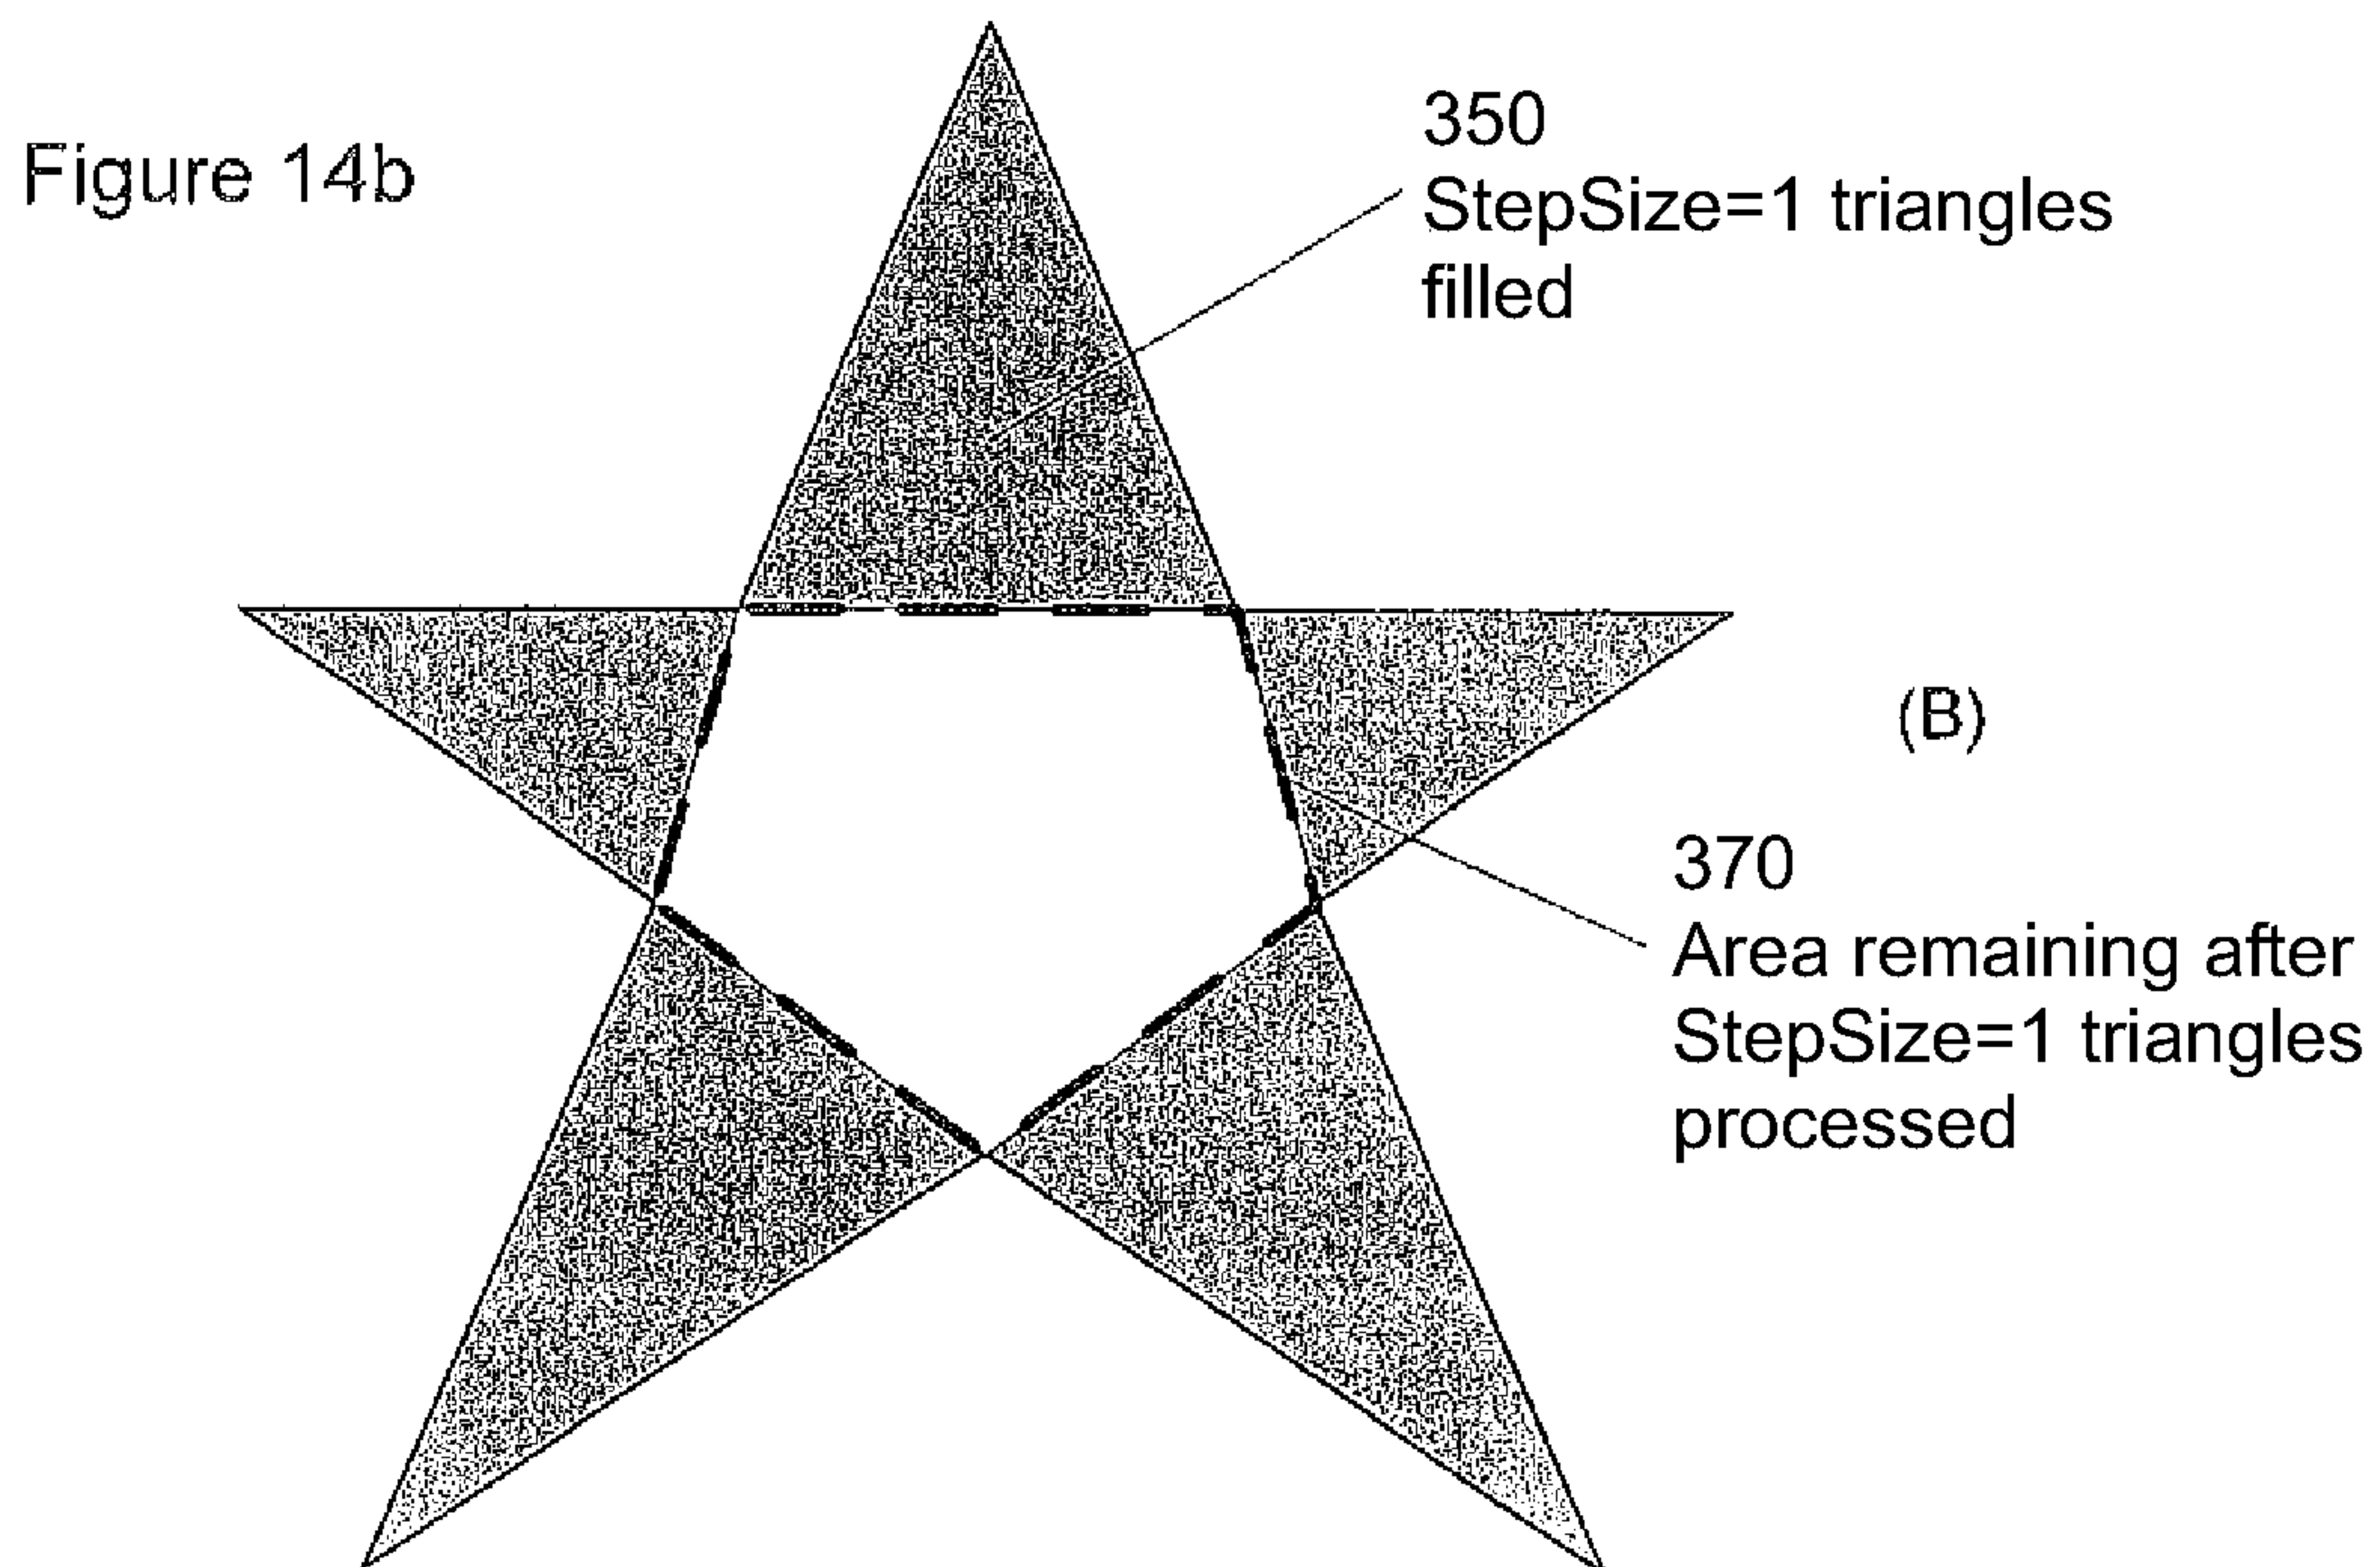 Figure 14b
350
StepSize=1 triangles
filled
(B)
370
Area remaining after
StepSize=1 triangles
processed